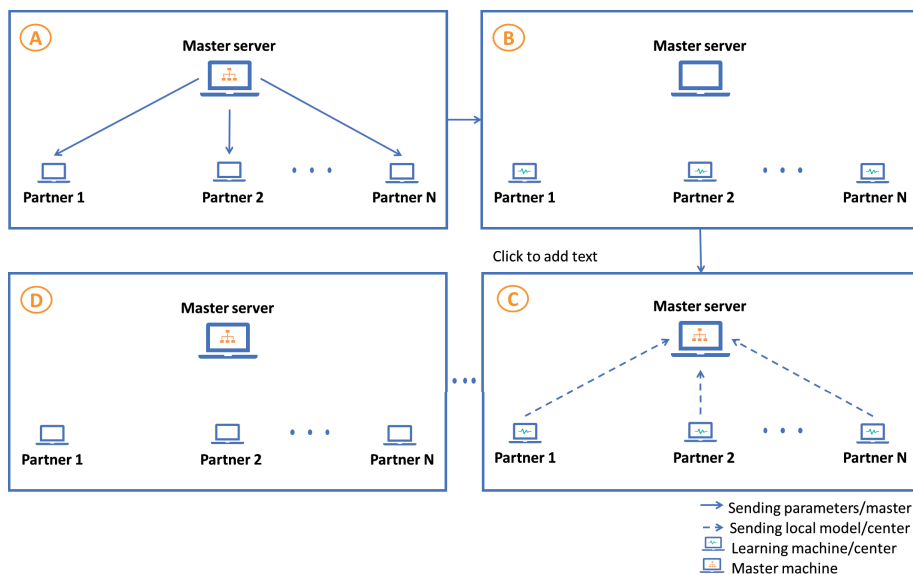 A
Master server
Partner 1
Partner 2
Partner N
B
Master server
Partner 1
Partner 2
Partner N
Click to add text
D
Master server
Partner 1
Partner 2
Partner N
C
Master server
Partner 1
Partner 2
Partner N
Sending parameters/master
Sending local model/center
Learning machine/center
Master machine